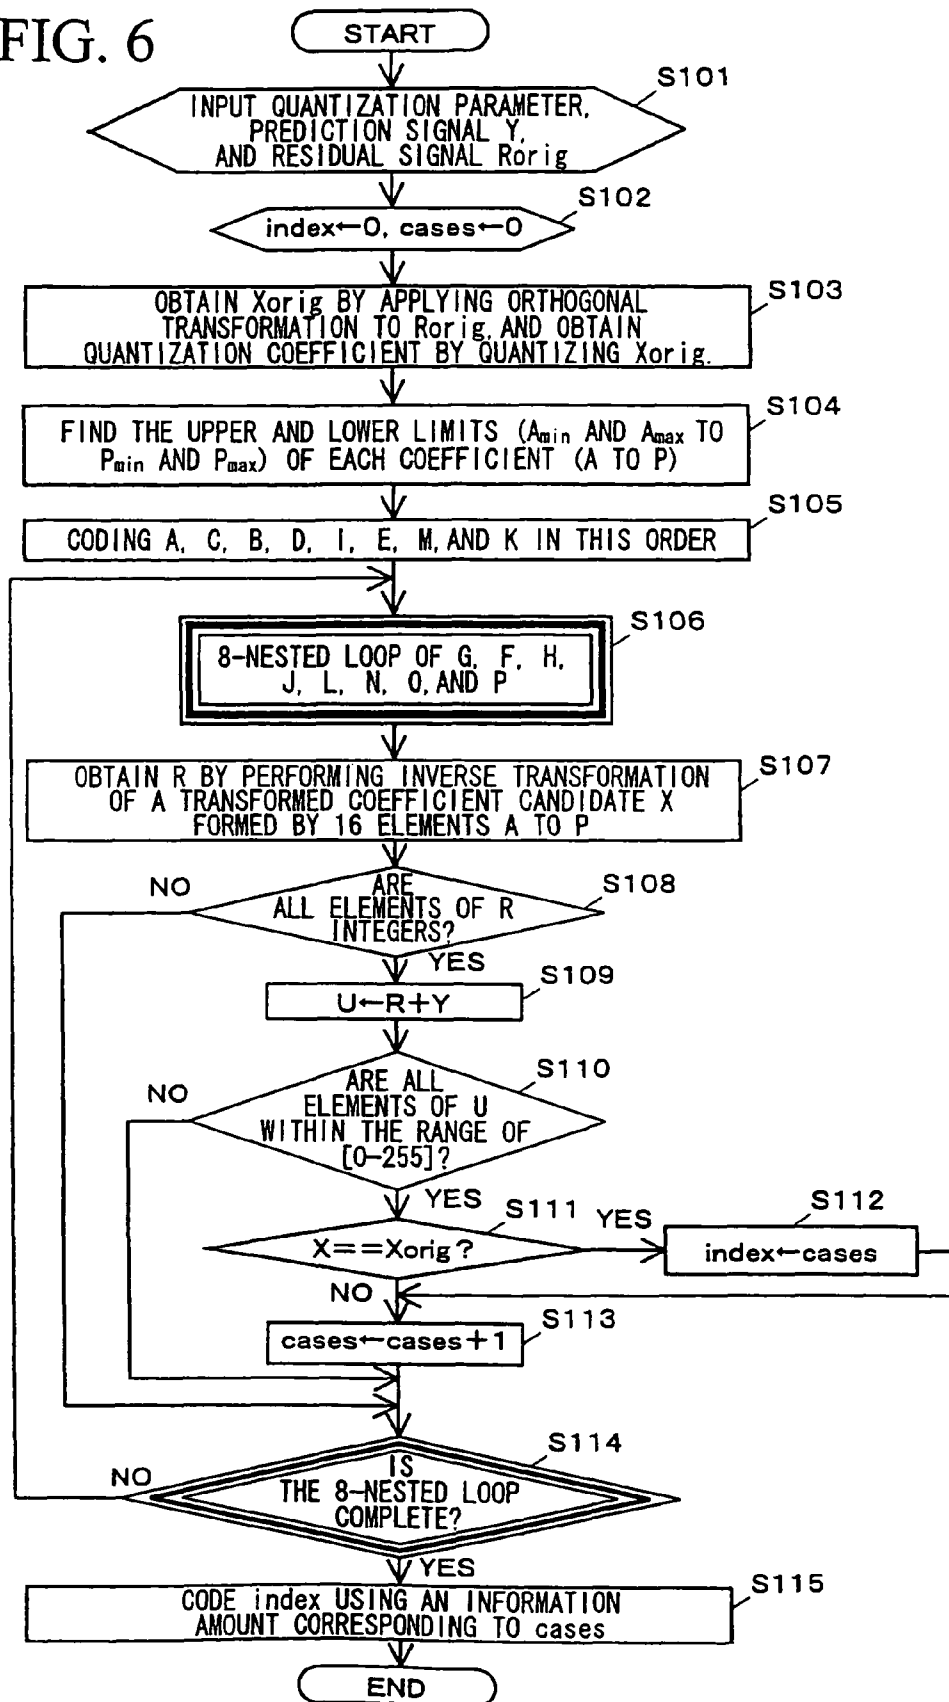 FIG. 6
START
S101
INPUT QUANTIZATION PARAMETER,
PREDICTION SIGNAL Y,
AND RESIDUAL SIGNAL Rorig
S102
index←0, cases←0
S103
OBTAIN Xorig BY APPLYING ORTHOGONAL
TRANSFORMATION TO Rorig, AND OBTAIN
QUANTIZATION COEFFICIENT BY QUANTIZING Xorig.
S104
FIND THE UPPER AND LOWER LIMITS (Amin AND Amax TO
Pmin AND Pmax) OF EACH COEFFICIENT (A TO P)
S105
CODING A, C, B, D, I, E, M, AND K IN THIS ORDER
S106
8-NESTED LOOP OF G, F, H,
J, L, N, O, AND P
S107
OBTAIN R BY PERFORMING INVERSE TRANSFORMATION
OF A TRANSFORMED COEFFICIENT CANDIDATE X
FORMED BY 16 ELEMENTS A TO P
S108
NO
ARE
ALL ELEMENTS OF R
INTEGERS?
YES
S109
U←R+Y
S110
NO
ARE ALL
ELEMENTS OF U
WITHIN THE RANGE OF
[0-255]?
YES
S111
X==Xorig?
YES
S112
index←cases
NO
S113
cases←cases+1
S114
NO
IS
THE 8-NESTED LOOP
COMPLETE?
YES
S115
CODE index USING AN INFORMATION
AMOUNT CORRESPONDING TO cases
END